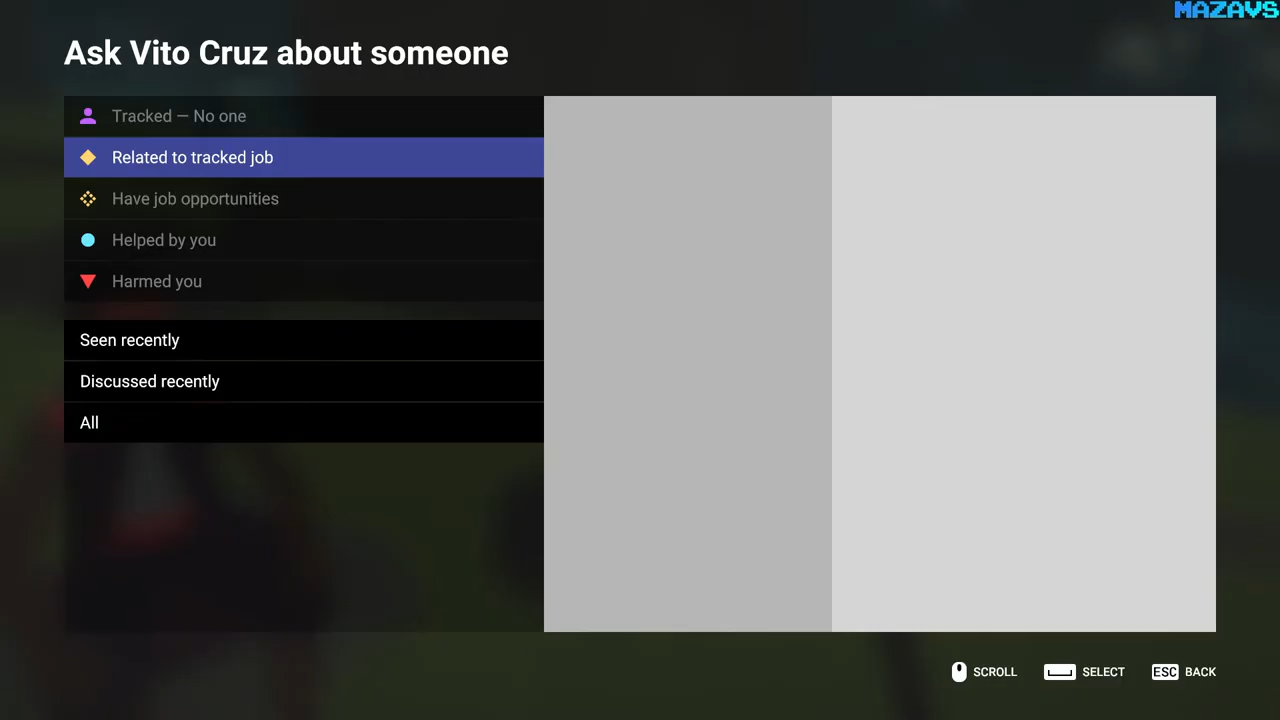 MAZAVS
Ask Vito Cruz about someone
Tracked — No one
Related to tracked job
Have job opportunities
Helped by you
Harmed you
Seen recently
Discussed recently
All
SCROLL
SELECT
ESC BACK